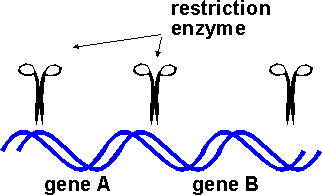 restriction
enzyme
gene A
gene B